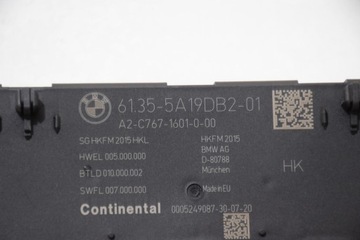 61.35-5A19DB2-01
A2-C767-1601-0-00
SG HKFM 2015 HKL
HWEL 005.000.000
BTLD 010.000.002
SWFL 007.000.000
HKFM 2015
BMW AG
D-80788
München
Made in EU
HK
Continental 0005249087-30-07-20